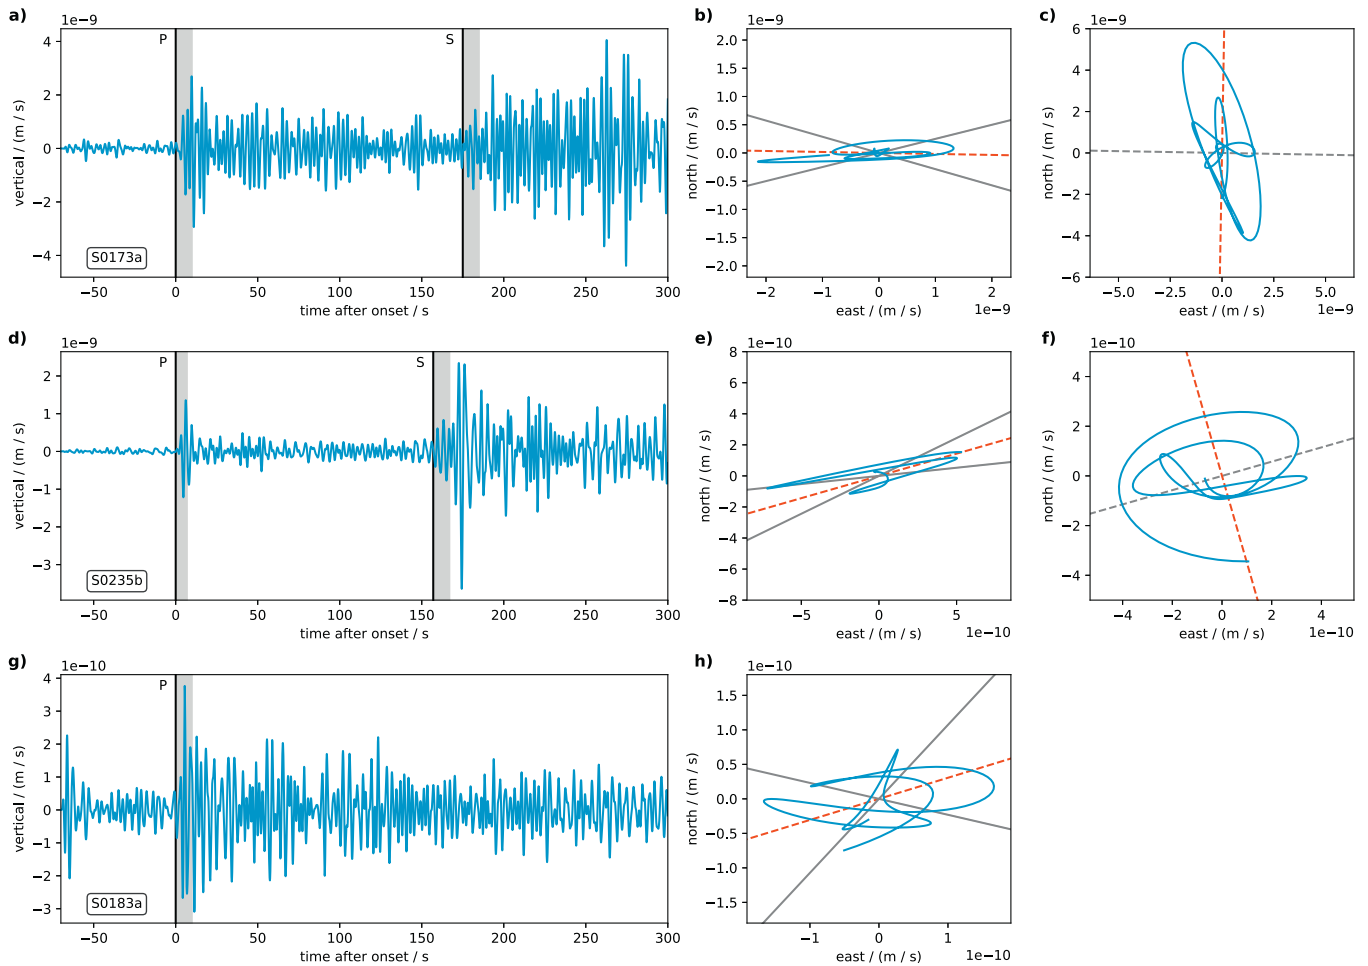 a)
1e−9
P
S
4
2
0
−2
−4
vertical / (m / s)
S0173a
−50
0
50
100
150
200
250
300
time after onset / s
b)
1e−9
2.0
1.5
1.0
0.5
0.0
−0.5
−1.0
−1.5
−2.0
north / (m / s)
−2
−1
0
1
2
east / (m / s)
1e−9
c)
1e−9
6
4
2
0
−2
−4
−6
north / (m / s)
−5.0
−2.5
0.0
2.5
5.0
east / (m / s)
1e−9
d)
1e−9
P
S
2
1
0
−1
−2
−3
vertical / (m / s)
S0235b
−50
0
50
100
150
200
250
300
time after onset / s
e)
1e−10
8
6
4
2
0
−2
−4
−6
−8
north / (m / s)
−5
0
5
east / (m / s)
1e−10
f)
1e−10
4
2
0
−2
−4
north / (m / s)
−4
−2
0
2
4
east / (m / s)
1e−10
g)
1e−10
P
4
3
2
1
0
−1
−2
−3
vertical / (m / s)
S0183a
−50
0
50
100
150
200
250
300
time after onset / s
h)
1e−10
1.5
1.0
0.5
0.0
−0.5
−1.0
−1.5
north / (m / s)
−1
0
1
east / (m / s)
1e−10